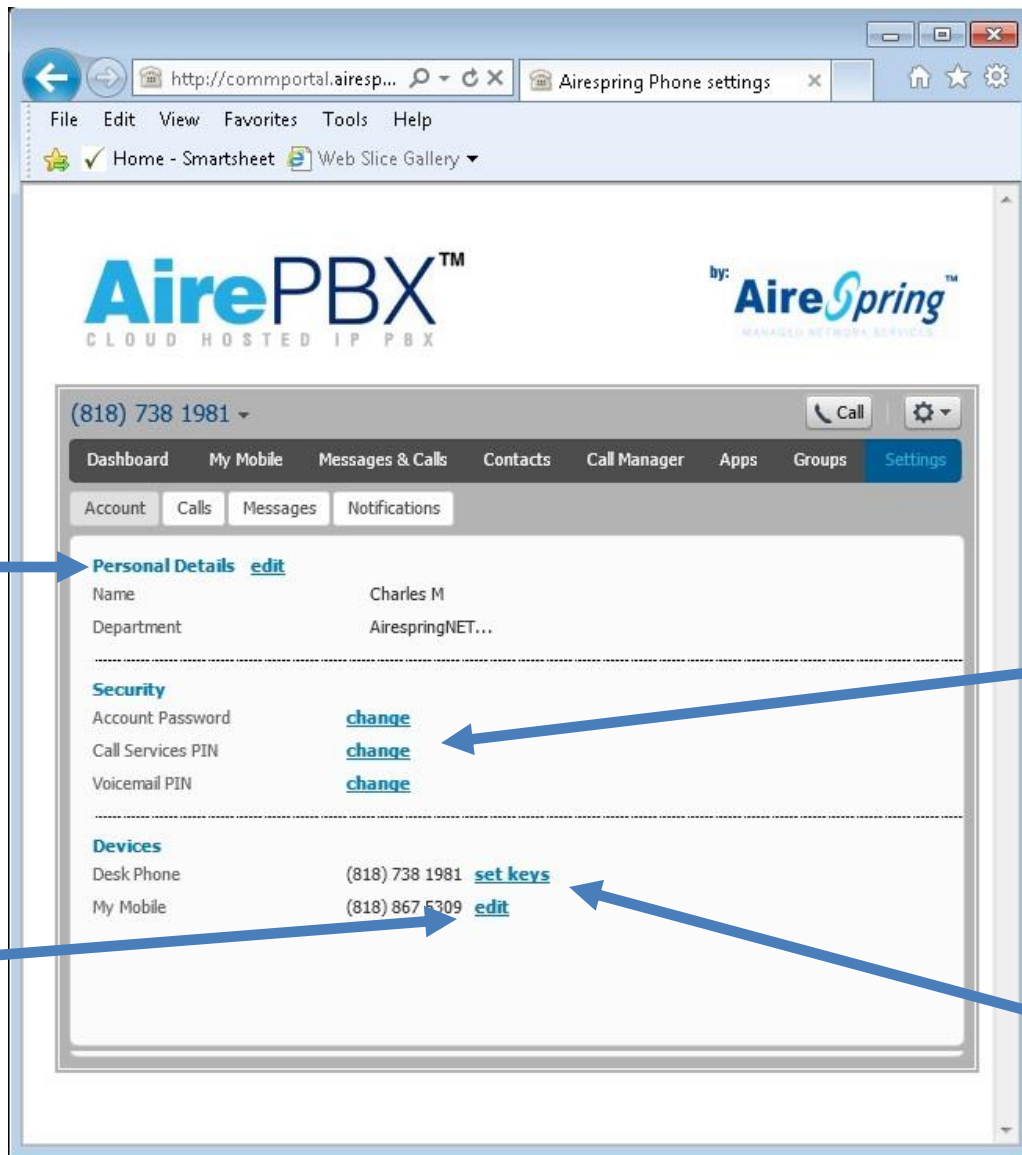 http://commportal.airesp...
Airespring Phone settings
File Edit View Favorites Tools Help
Home - Smartsheet Web Slice Gallery
AirePBX™
CLOUD HOSTED IP PBX
by:
AireSpring™
MANAGED NETWORK SERVICES
(818) 738 1981
Call
Dashboard My Mobile Messages & Calls Contacts Call Manager Apps Groups Settings
Account Calls Messages Notifications
Personal Details edit
Name Charles M
Department AirespringNET...
Security
Account Password change
Call Services PIN change
Voicemail PIN change
Devices
Desk Phone (818) 738 1981 set keys
My Mobile (818) 867 5309 edit